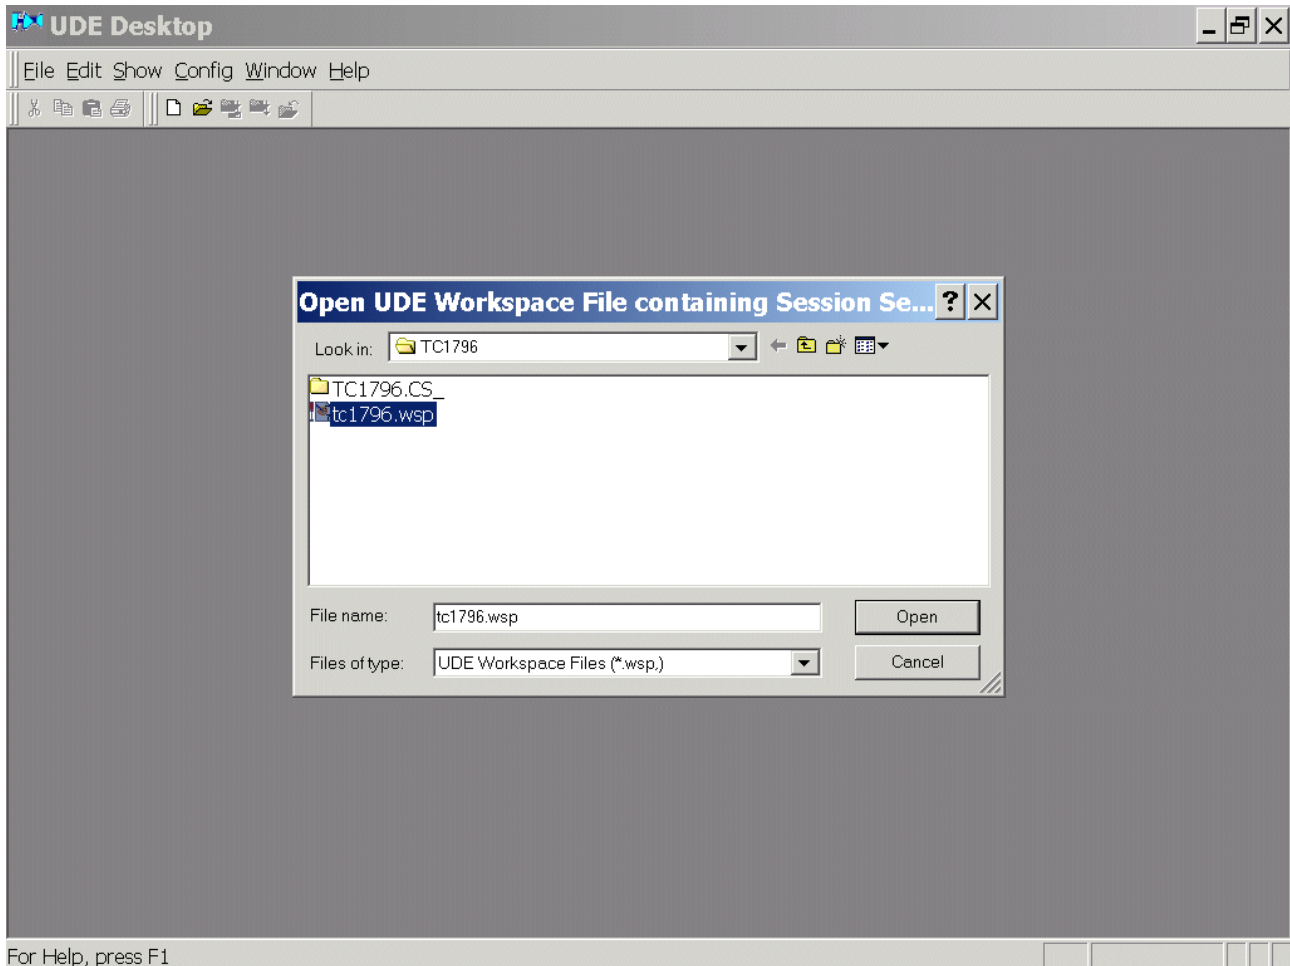 UDE Desktop
File Edit Show Config Window Help
Open UDE Workspace File containing Session Se...
Look in: TC1796
TC1796.CS_
tc1796.wsp
File name: tc1796.wsp Open
Files of type: UDE Workspace Files (*.wsp,) Cancel
For Help, press F1